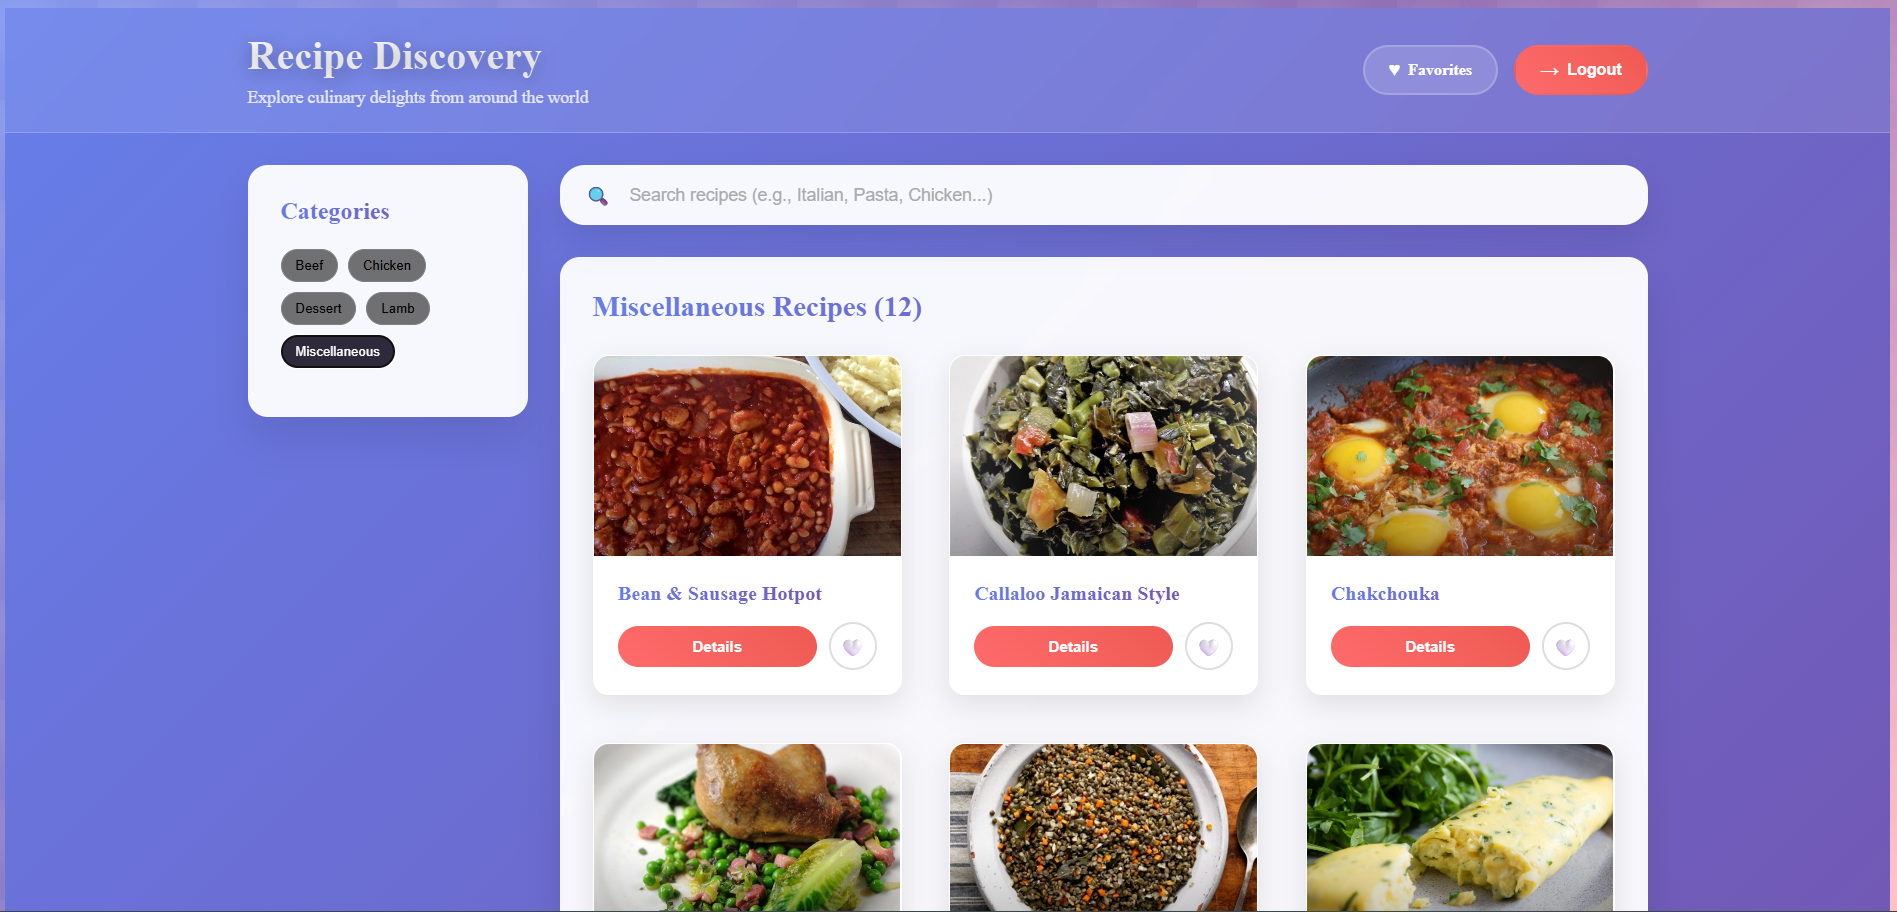 Recipe Discovery
Explore culinary delights from around the world
♥ Favorites
→ Logout
Categories
Beef
Chicken
Dessert
Lamb
Miscellaneous
Search recipes (e.g., Italian, Pasta, Chicken...)
Miscellaneous Recipes (12)
Bean & Sausage Hotpot
Details
Callaloo Jamaican Style
Details
Chakchouka
Details